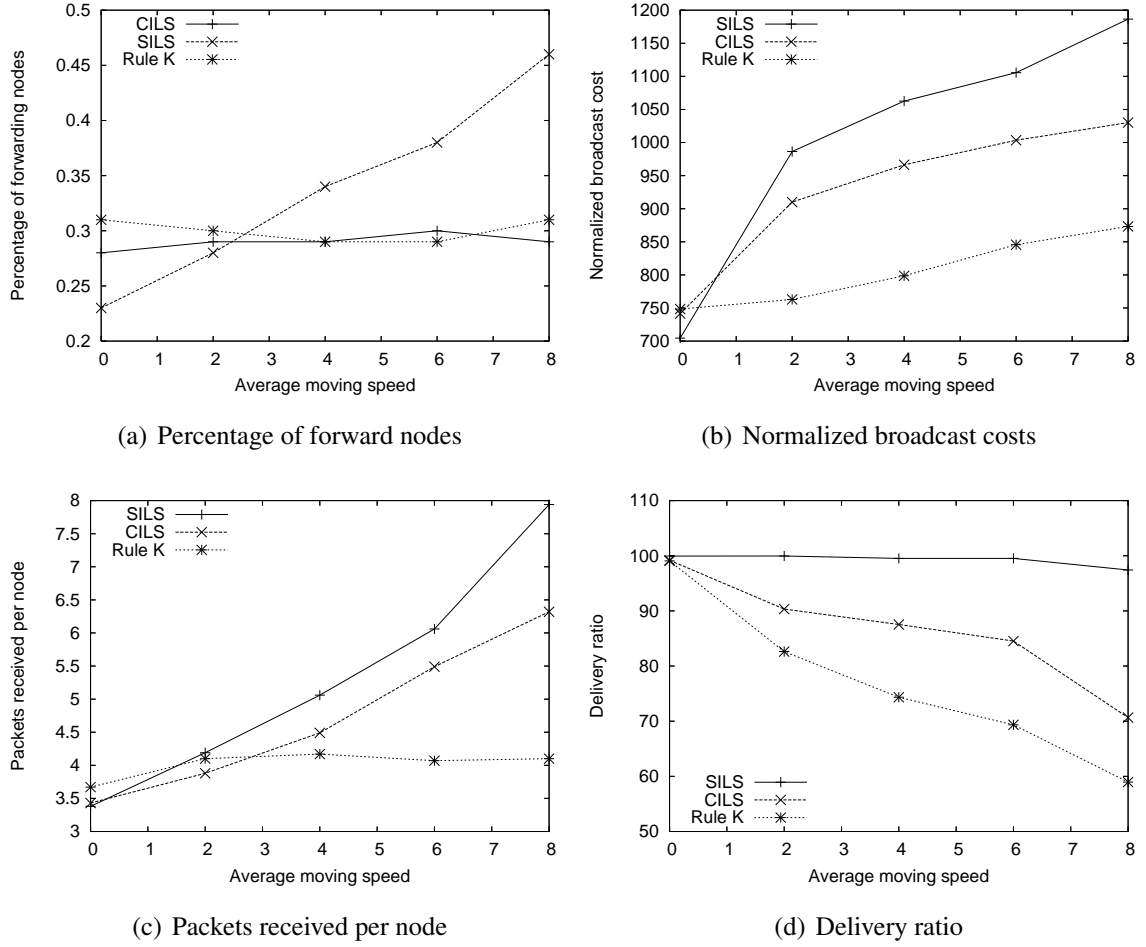 0.5
0.45
0.4
0.35
0.3
0.25
0.2
0 1 2 3 4 5 6 7 8
Percentage of forwarding nodes
Average moving speed
CILS
SILS
Rule K
(a) Percentage of forward nodes
1200
1150
1100
1050
1000
950
900
850
800
750
700
0 1 2 3 4 5 6 7 8
Normalized broadcast cost
Average moving speed
SILS
CILS
Rule K
(b) Normalized broadcast costs
8
7.5
7
6.5
6
5.5
5
4.5
4
3.5
3
0 1 2 3 4 5 6 7 8
Packets received per node
Average moving speed
SILS
CILS
Rule K
(c) Packets received per node
110
100
90
80
70
60
50
0 1 2 3 4 5 6 7 8
Delivery ratio
Average moving speed
SILS
CILS
Rule K
(d) Delivery ratio